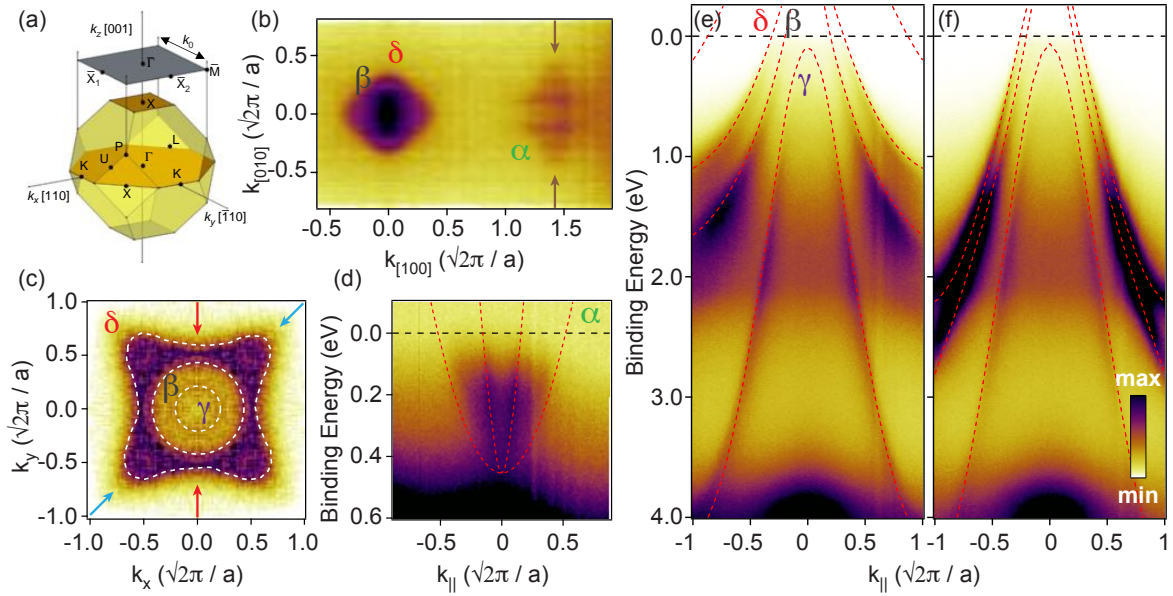 (a)
k_z [001]
k_0
Γ̄
M̄
X̄_1
X̄_2
X
L
P
U
Γ
K
K
X
k_x [110]
k_y [1̄10]
(b)
δ
β
α
0.5
0.0
-0.5
k_[010] (√2π / a)
-0.5
0.0
0.5
1.0
1.5
k_[100] (√2π / a)
(c)
δ
β
γ
1.0
0.5
0.0
-0.5
-1.0
k_y (√2π / a)
-1.0
-0.5
0.0
0.5
1.0
k_x (√2π / a)
(d)
α
0.0
0.2
0.4
0.6
Binding Energy (eV)
-0.5
0.0
0.5
k_|| (√2π / a)
(e)
δ
β
γ
0.0
1.0
2.0
3.0
4.0
Binding Energy (eV)
-1
-0.5
0
0.5
1
(f)
max
min
-1
-0.5
0
0.5
1
k_|| (√2π / a)